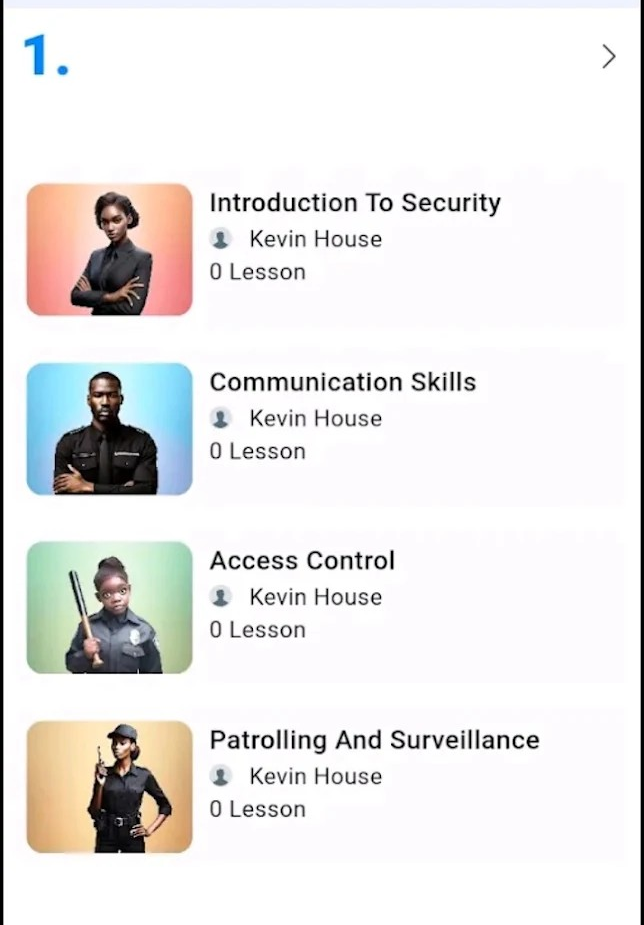 1.
Introduction To Security
Kevin House
0 Lesson
Communication Skills
Kevin House
0 Lesson
Access Control
Kevin House
0 Lesson
Patrolling And Surveillance
Kevin House
0 Lesson